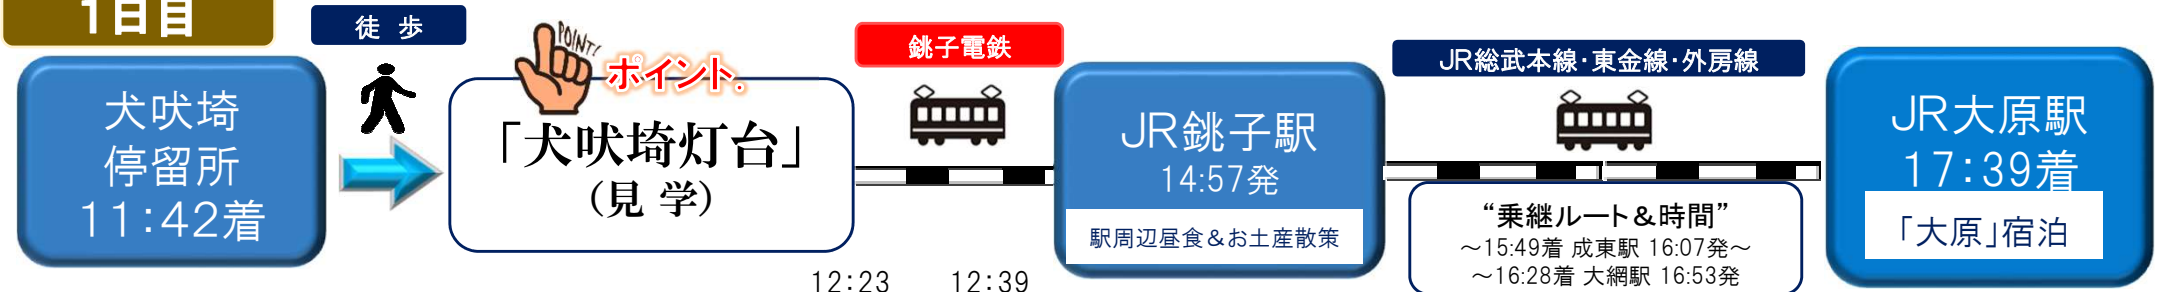 1日目
犬吠埼
停留所
11:42着
徒 歩
POINT!
ポイント.
「犬吠埼灯台」
（見 学）
銚子電鉄
12:23 12:39
JR銚子駅
14:57発
駅周辺昼食＆お土産散策
JR総武本線・東金線・外房線
“乗継ルート＆時間”
～15:49着 成東駅 16:07発～
～16:28着 大網駅 16:53発
JR大原駅
17:39着
「大原」宿泊